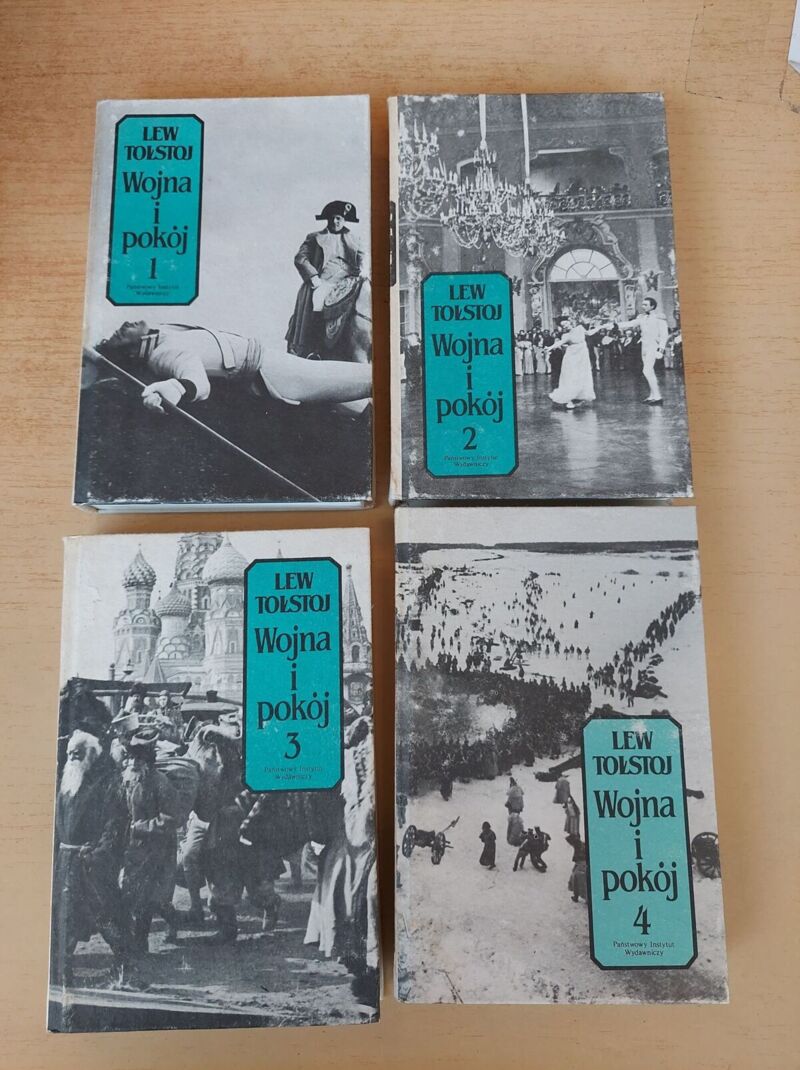 LEW
TOŁSTOJ
Wojna
i
pokój
1
Państwowy Instytut
Wydawniczy
LEW
TOŁSTOJ
Wojna
i
pokój
2
Państwowy Instytut
Wydawniczy
LEW
TOŁSTOJ
Wojna
i
pokój
3
Państwowy Instytut
Wydawniczy
LEW
TOŁSTOJ
Wojna
i
pokój
4
Państwowy Instytut
Wydawniczy